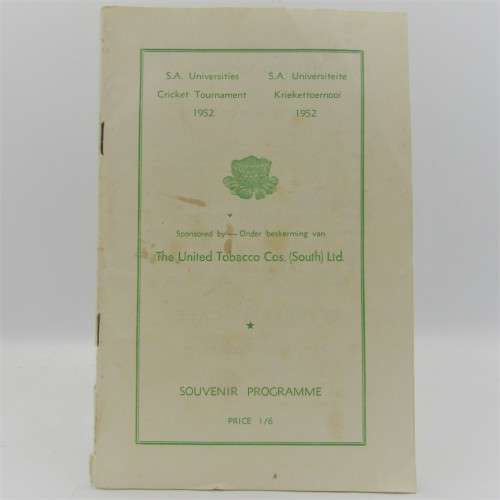 S.A. Universities
Cricket Tournament
1952
S.A. Universiteite
Kriekettoernooi
1952
Sponsored by — Onder beskerming van
The United Tobacco Cos. (South) Ltd.
SOUVENIR PROGRAMME
PRICE 1/6